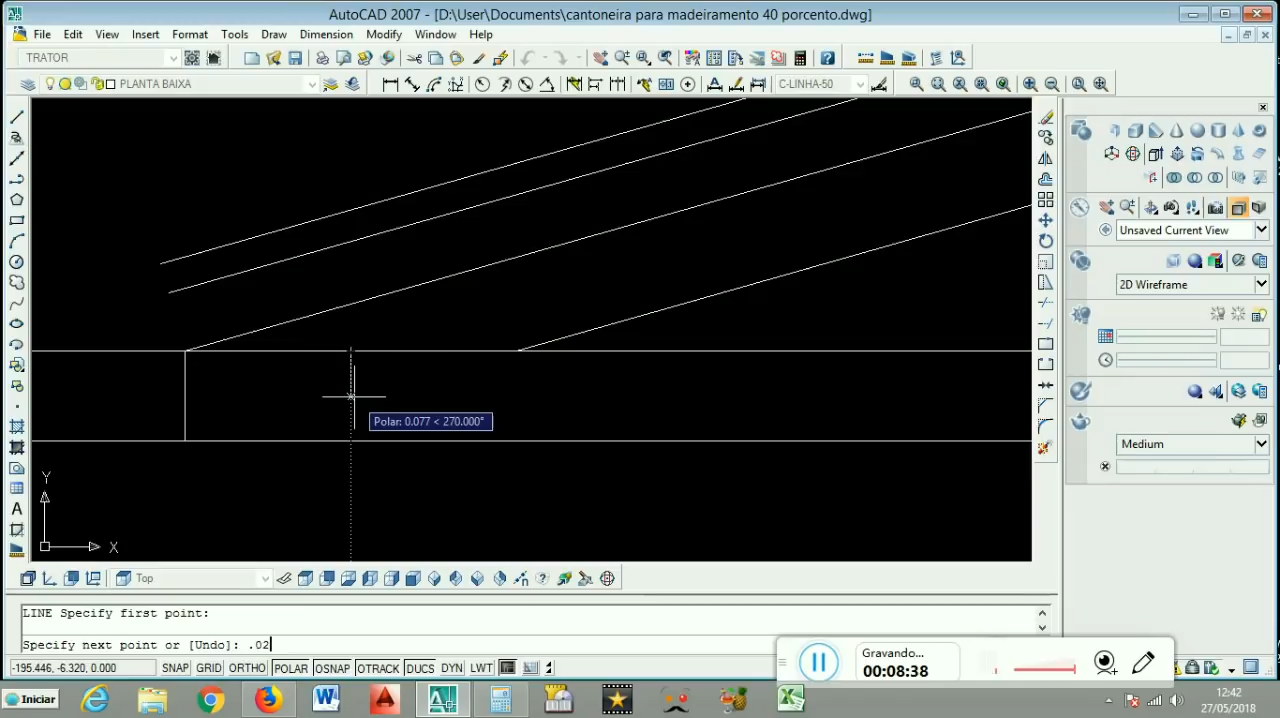 AutoCAD 2007 - [D:\User\Documents\cantoneira para madeiramento 40 porcento.dwg]
File Edit View Insert Format Tools Draw Dimension Modify Window Help
TRATOR
PLANTA BAIXA
C-LINHA-50
Unsaved Current View
2D Wireframe
Polar: 0.077 < 270.000°
Medium
Y
X
A
Top
LINE Specify first point:
Specify next point or [Undo]: .02
-195.446, -6.320, 0.000 SNAP GRID ORTHO POLAR OSNAP OTRACK DUCS DYN LWT
Gravando...
00:08:38
Iniciar
12:42
27/05/2018